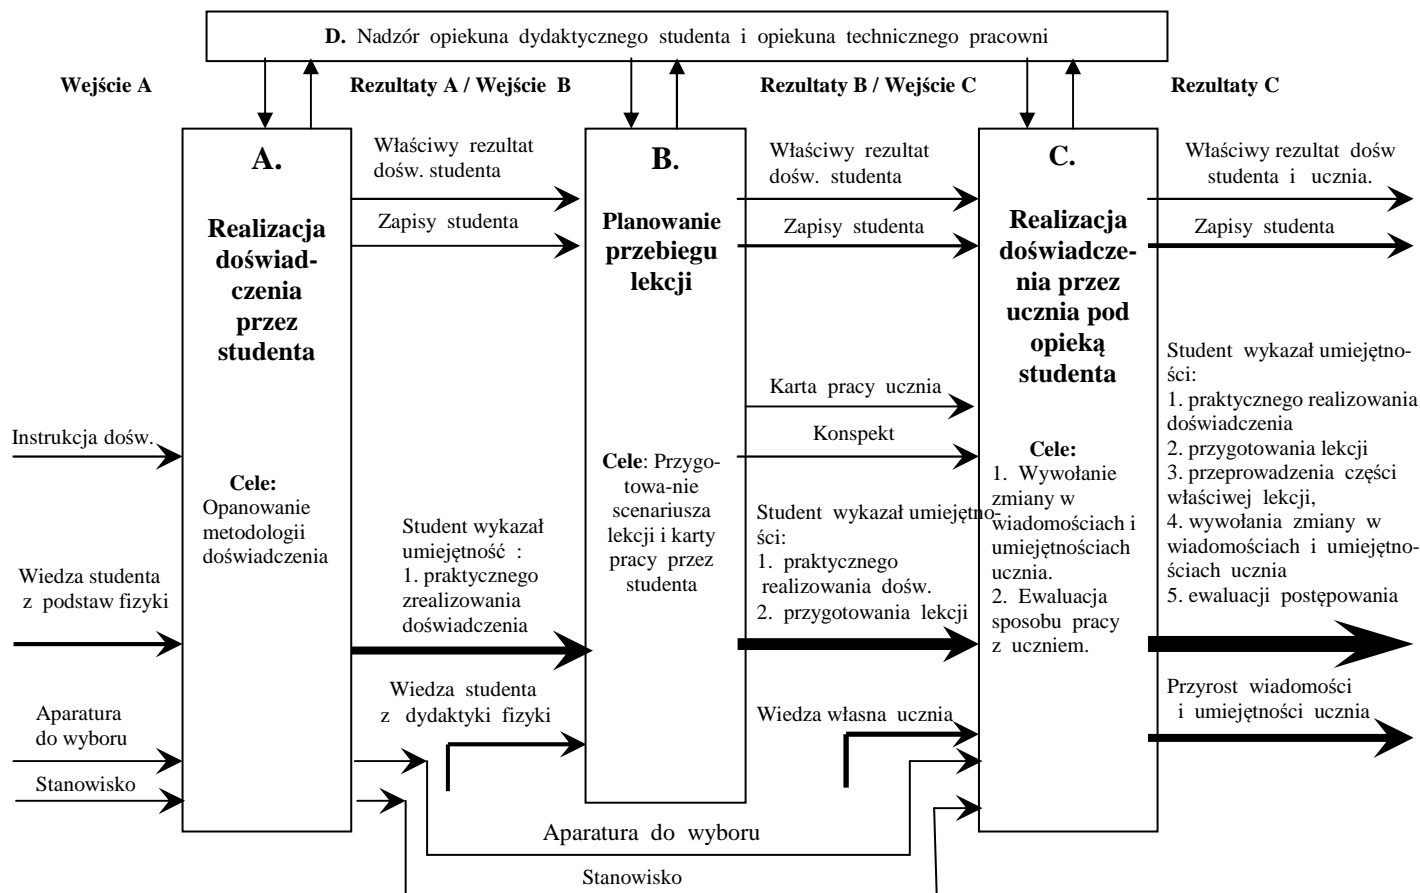 D. Nadzór opiekuna dydaktycznego studenta i opiekuna technicznego pracowni
Wejście A
Rezultaty A / Wejście B
Rezultaty B / Wejście C
Rezultaty C
A.
Realizacja
doświad-
czenia
przez
studenta
Cele:
Opanowanie
metodologii
doświadczenia
Instrukcja dośw.
Wiedza studenta
z podstaw fizyki
Aparatura
do wyboru
Stanowisko
Właściwy rezultat
dośw. studenta
Zapisy studenta
Student wykazał
umiejętność :
1. praktycznego
zrealizowania
doświadczenia
Wiedza studenta
z dydaktyki fizyki
B.
Planowanie
przebiegu
lekcji
Cele: Przygo-
towa-nie
scenariusza
lekcji i karty
pracy przez
studenta
Właściwy rezultat
dośw. studenta
Zapisy studenta
Karta pracy ucznia
Konspekt
Student wykazał umiejętno-
ści:
1. praktycznego
realizowania dośw.
2. przygotowania lekcji
Wiedza własna ucznia
Aparatura do wyboru
Stanowisko
C.
Realizacja
doświadcze-
nia przez
ucznia pod
opieką
studenta
Cele:
1. Wywołanie
zmiany w
wiadomościach i
umiejętnościach
ucznia.
2. Ewaluacja
sposobu pracy
z uczniem.
Właściwy rezultat dośw
studenta i ucznia.
Zapisy studenta
Student wykazał umiejętno-
ści:
1. praktycznego realizowania
doświadczenia
2. przygotowania lekcji
3. przeprowadzenia części
właściwej lekcji,
4. wywołania zmiany w
wiadomościach i umiejętno-
ściach ucznia
5. ewaluacji postępowania
Przyrost wiadomości
i umiejętności ucznia